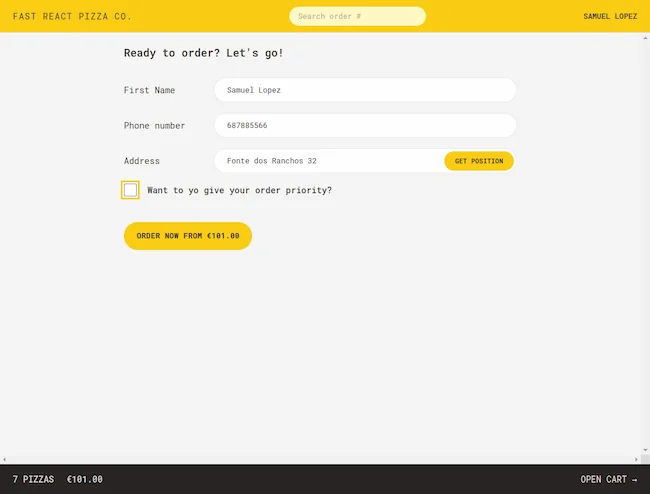 FAST REACT PIZZA CO.
Search order #
SAMUEL LOPEZ
Ready to order? Let's go!
First Name
Samuel Lopez
Phone number
687885566
Address
Fonte dos Ranchos 32
GET POSITION
Want to yo give your order priority?
ORDER NOW FROM €101.00
7 PIZZAS €101.00
OPEN CART →